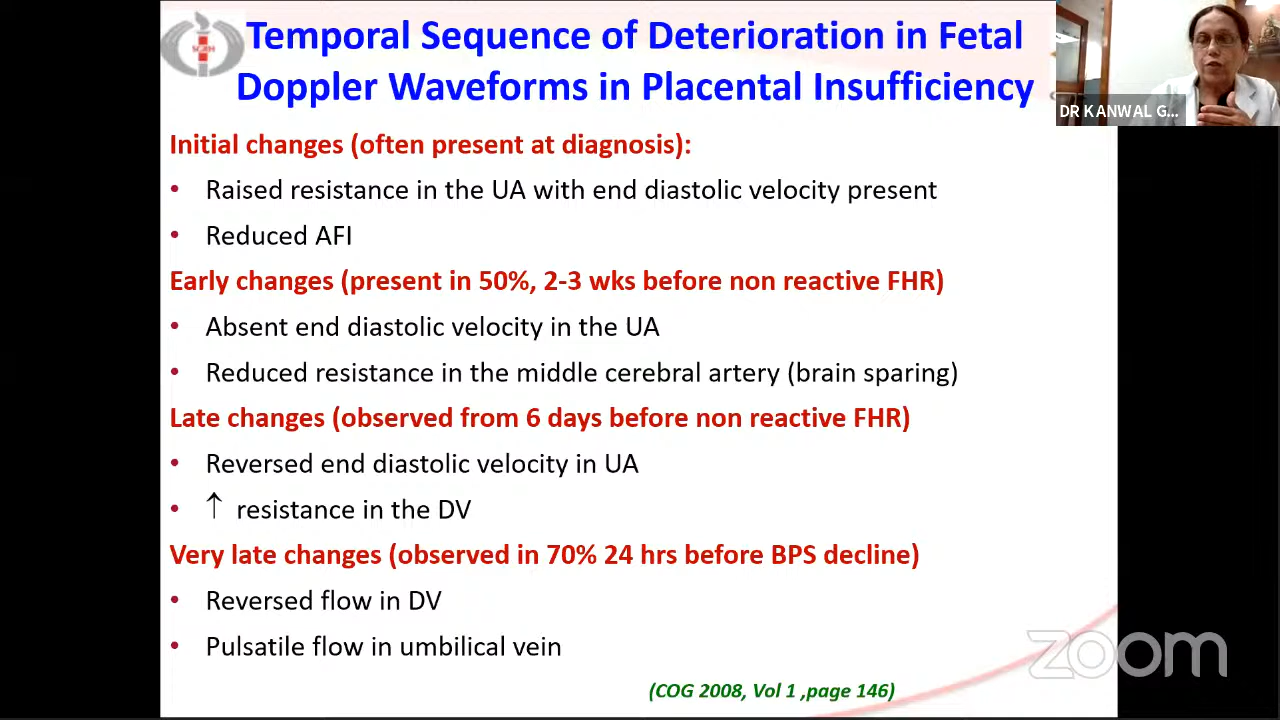 Temporal Sequence of Deterioration in Fetal
Doppler Waveforms in Placental Insufficiency
DR KANWAL G...
Initial changes (often present at diagnosis):
• Raised resistance in the UA with end diastolic velocity present
• Reduced AFI
Early changes (present in 50%, 2-3 wks before non reactive FHR)
• Absent end diastolic velocity in the UA
• Reduced resistance in the middle cerebral artery (brain sparing)
Late changes (observed from 6 days before non reactive FHR)
• Reversed end diastolic velocity in UA
• ↑ resistance in the DV
Very late changes (observed in 70% 24 hrs before BPS decline)
• Reversed flow in DV
• Pulsatile flow in umbilical vein
zoom
(COG 2008, Vol 1 ,page 146)